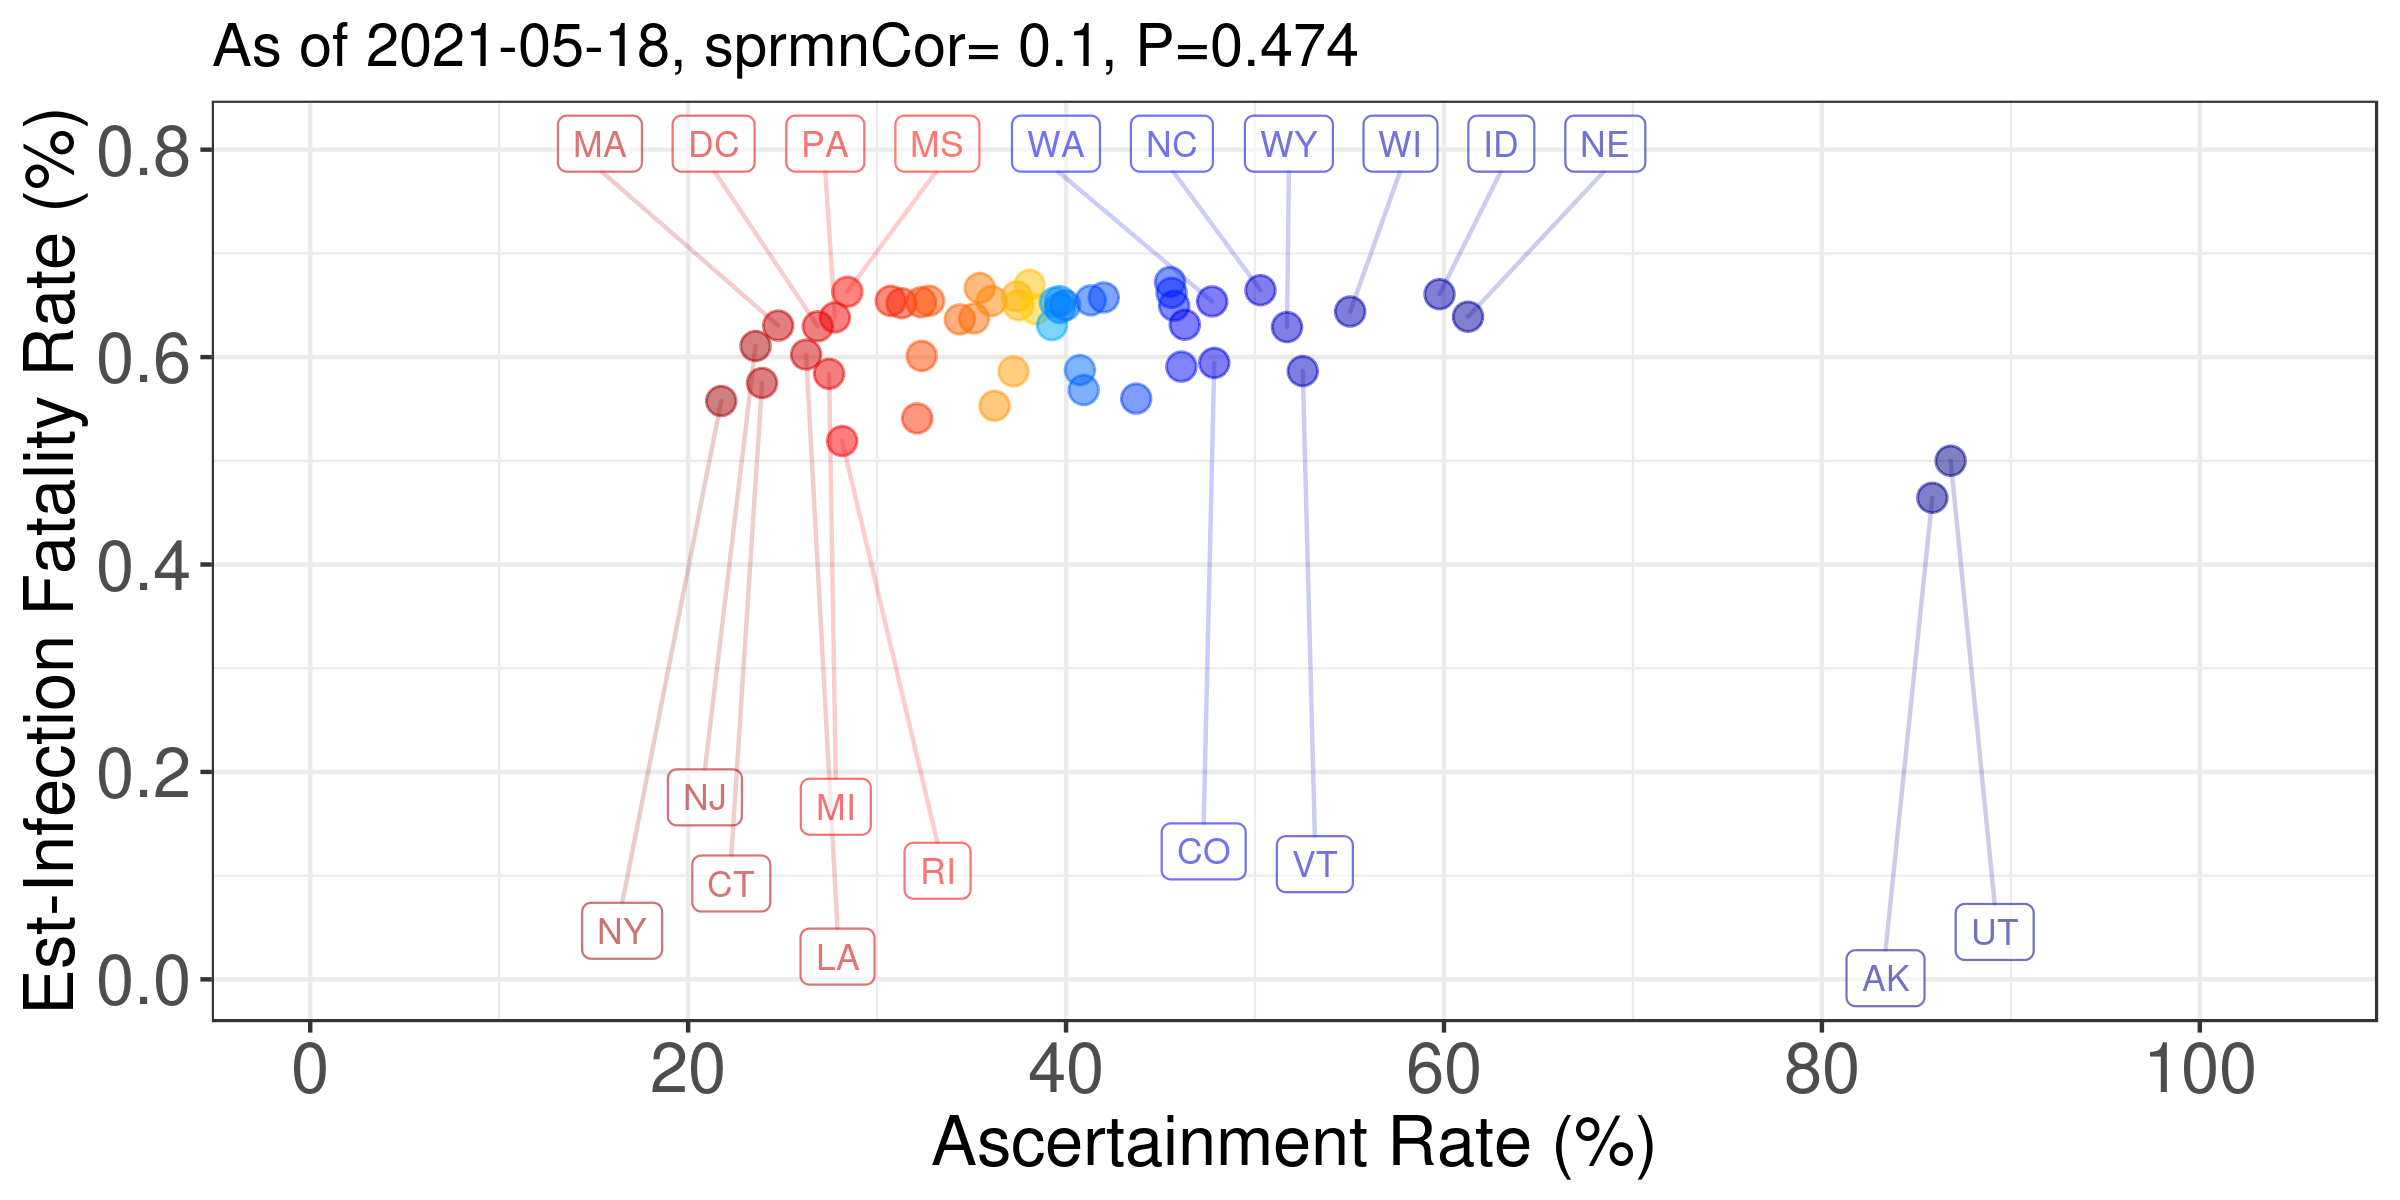 As of 2021-05-18, sprmnCor= 0.1, P=0.474
Est-Infection Fatality Rate (%)
0.8
0.6
0.4
0.2
0.0
MA
DC
PA
MS
WA
NC
WY
WI
ID
NE
NJ
MI
CT
RI
CO
VT
NY
LA
UT
AK
0
20
40
60
80
100
Ascertainment Rate (%)